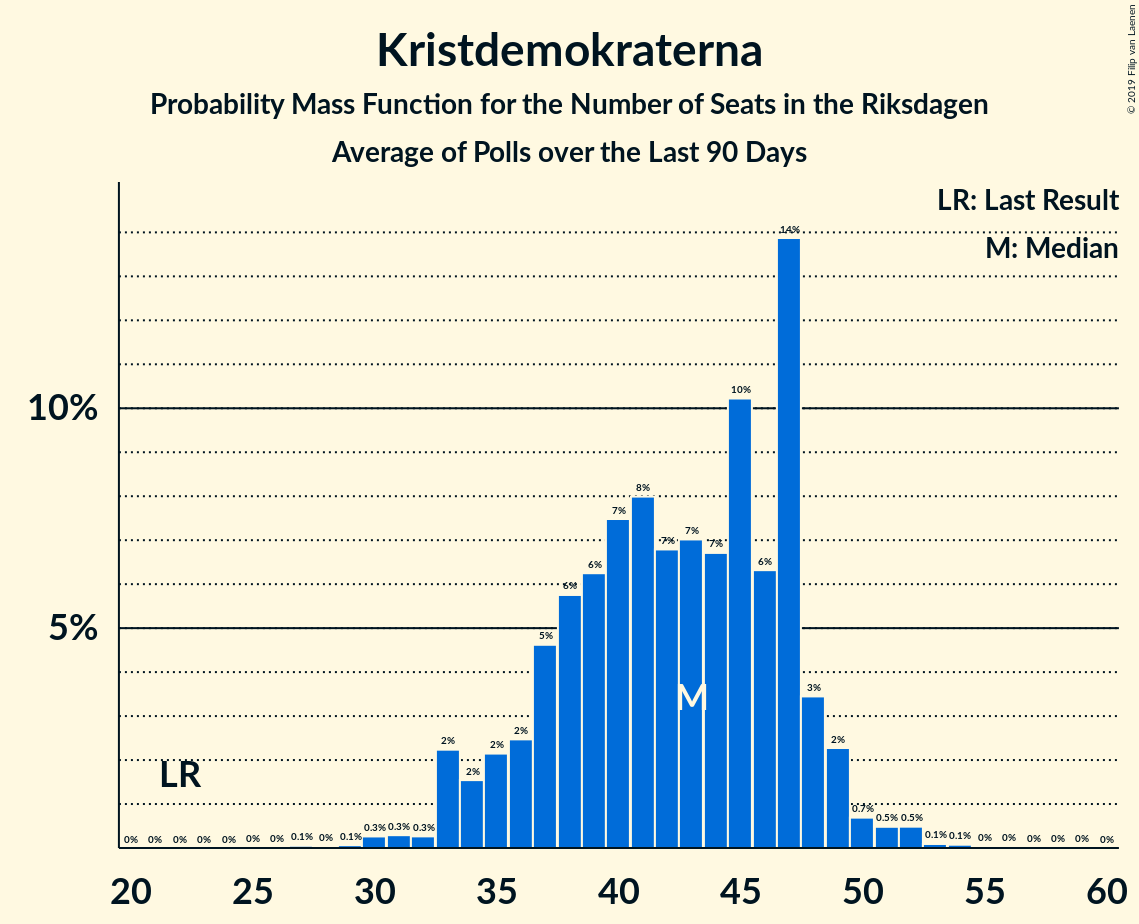 © 2019 Filip van Laenen
Kristdemokraterna
Probability Mass Function for the Number of Seats in the Riksdagen
Average of Polls over the Last 90 Days
LR: Last Result
M: Median
10%
5%
0% 0% 0% 0% 0% 0% 0% 0.1% 0% 0.1% 0.3% 0.3% 0.3% 2% 2% 2% 2% 5% 6% 6% 7% 8% 7% 7% 7% 10% 6% 14% 3% 2% 0.7% 0.5% 0.5% 0.1% 0.1% 0% 0% 0% 0% 0% 0%
LR
M
20 25 30 35 40 45 50 55 60